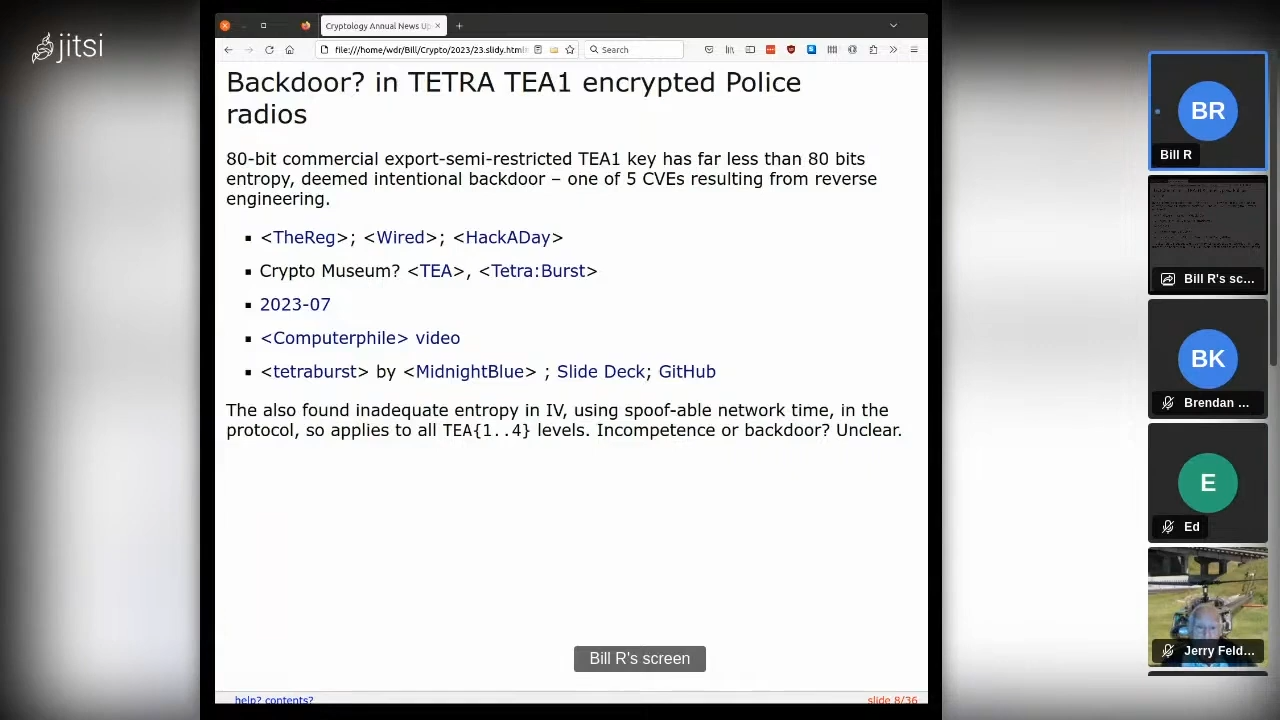 jitsi
Cryptology Annual News Up
file:///home/wdr/Bill/Crypto/2023/23.slidy.html
Search
Backdoor? in TETRA TEA1 encrypted Police
radios
80-bit commercial export-semi-restricted TEA1 key has far less than 80 bits
entropy, deemed intentional backdoor – one of 5 CVEs resulting from reverse
engineering.
<TheReg>; <Wired>; <HackADay>
Crypto Museum? <TEA>, <Tetra:Burst>
2023-07
<Computerphile> video
<tetraburst> by <MidnightBlue> ; Slide Deck; GitHub
The also found inadequate entropy in IV, using spoof-able network time, in the
protocol, so applies to all TEA{1..4} levels. Incompetence or backdoor? Unclear.
Bill R's screen
help? contents?
slide 8/36
BR
Bill R
Bill R's sc...
BK
Brendan ...
E
Ed
Jerry Feld...